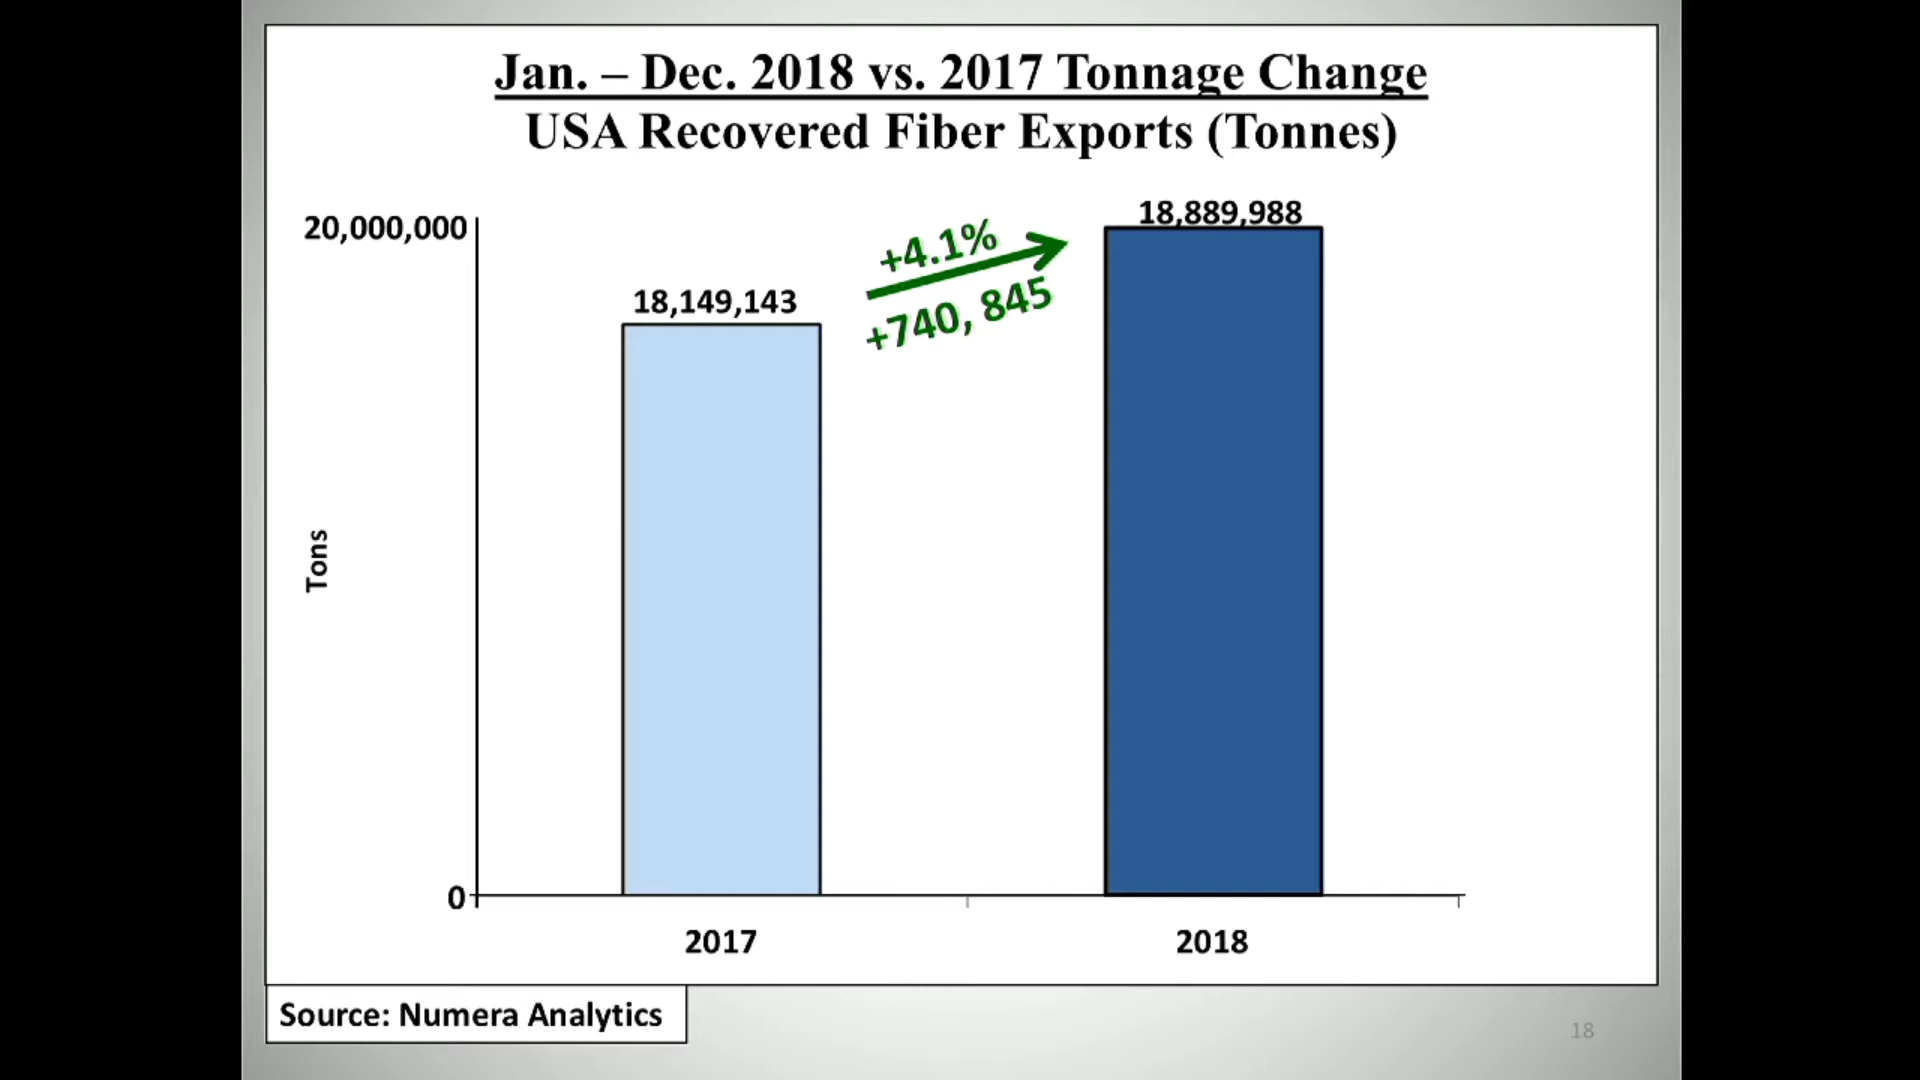 Jan. – Dec. 2018 vs. 2017 Tonnage Change
USA Recovered Fiber Exports (Tonnes)
20,000,000
18,889,988
+4.1%
18,149,143
+740, 845
Tons
0
2017
2018
Source: Numera Analytics
18